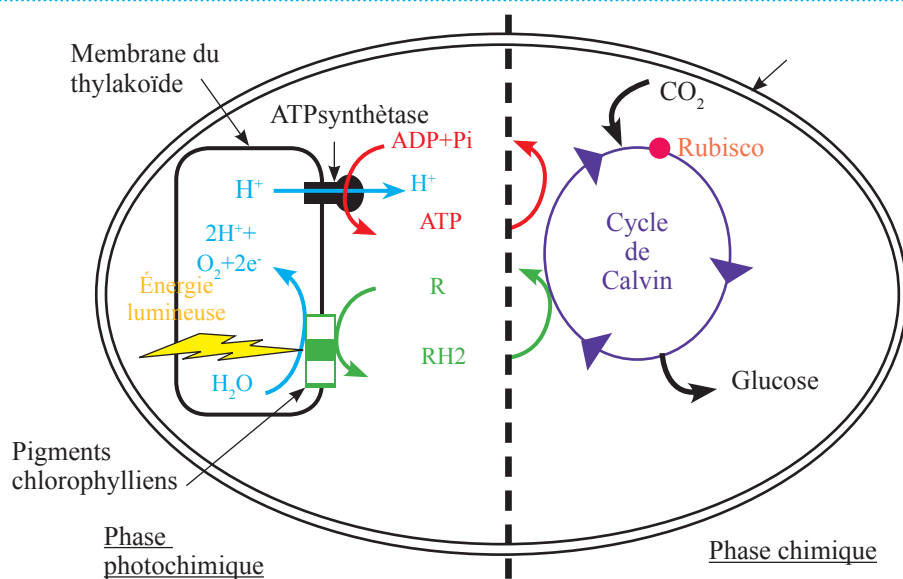 Membrane du
thylakoïde
ATPsynthètase
CO₂
ADP+Pi
Rubisco
H⁺
H⁺
ATP
2H⁺+
O₂+2e⁻
Cycle
de
Calvin
Énergie
lumineuse
R
RH2
H₂O
Glucose
Pigments
chlorophylliens
Phase
photochimique
Phase chimique